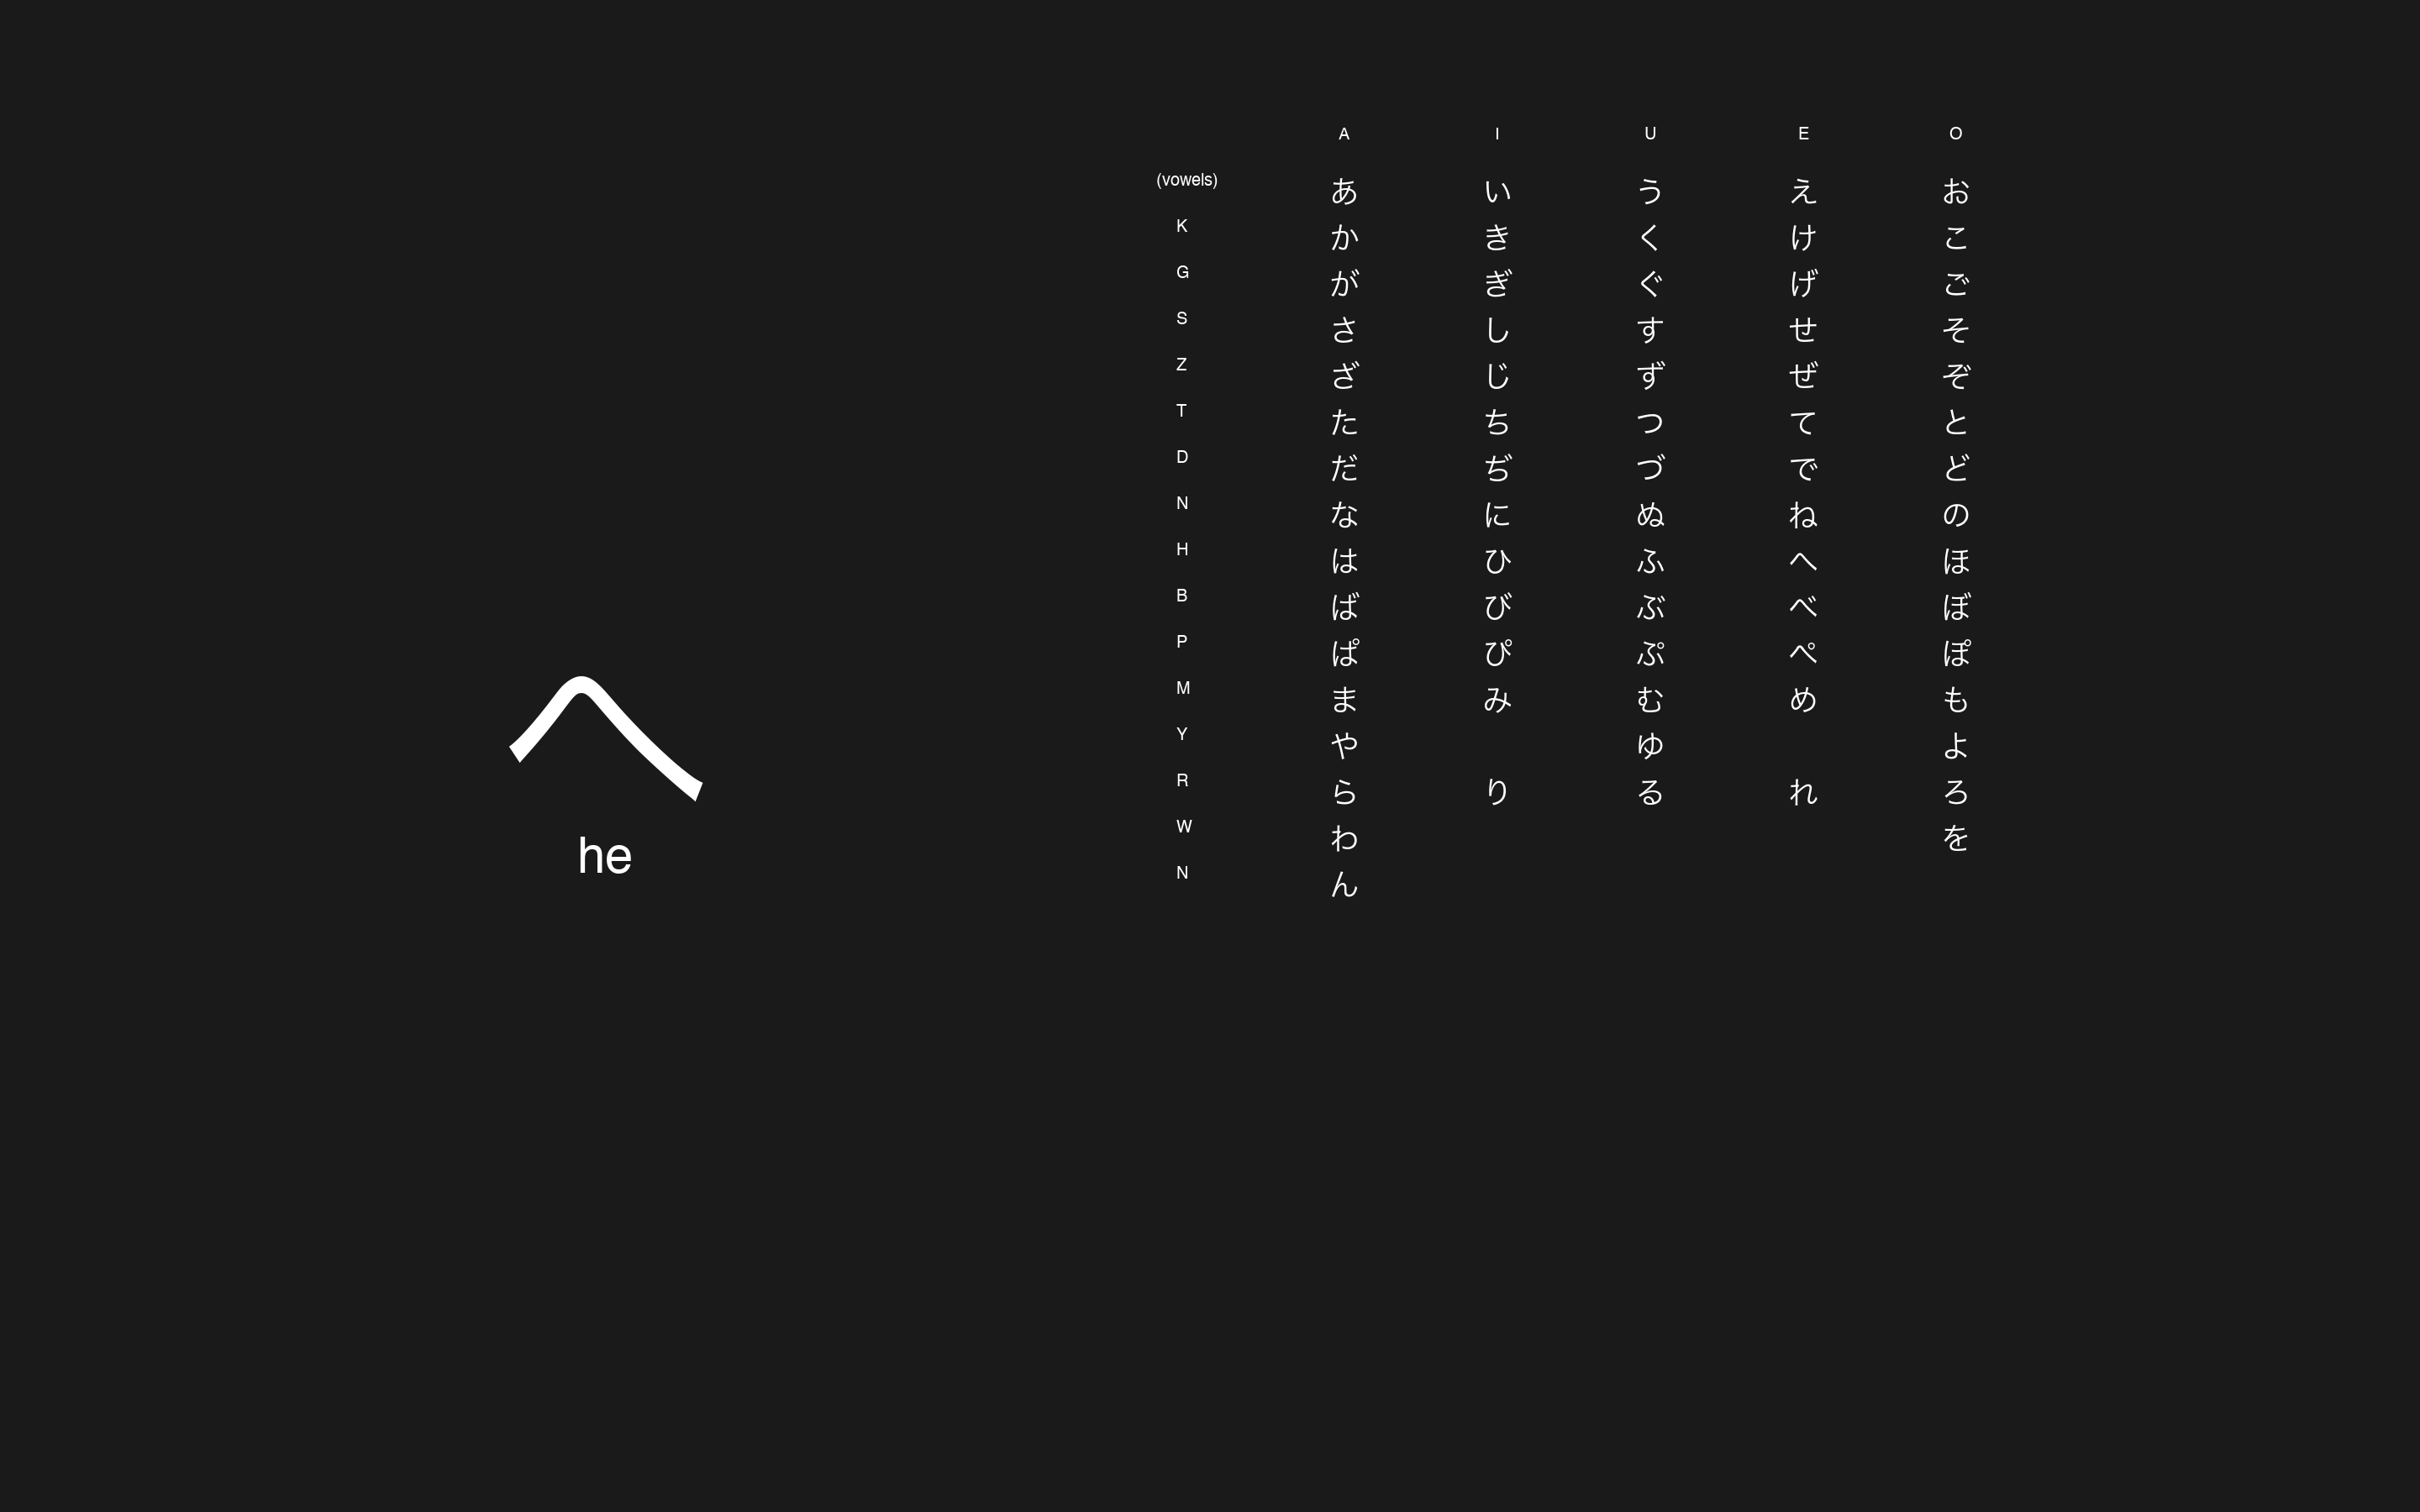 へ
he
A I U E O
(vowels) あ い う え お
K か き く け こ
G が ぎ ぐ げ ご
S さ し す せ そ
Z ざ じ ず ぜ ぞ
T た ち つ て と
D だ ぢ づ で ど
N な に ぬ ね の
H は ひ ふ へ ほ
B ば び ぶ べ ぼ
P ぱ ぴ ぷ ぺ ぽ
M ま み む め も
Y や ゆ よ
R ら り る れ ろ
W わ を
N ん